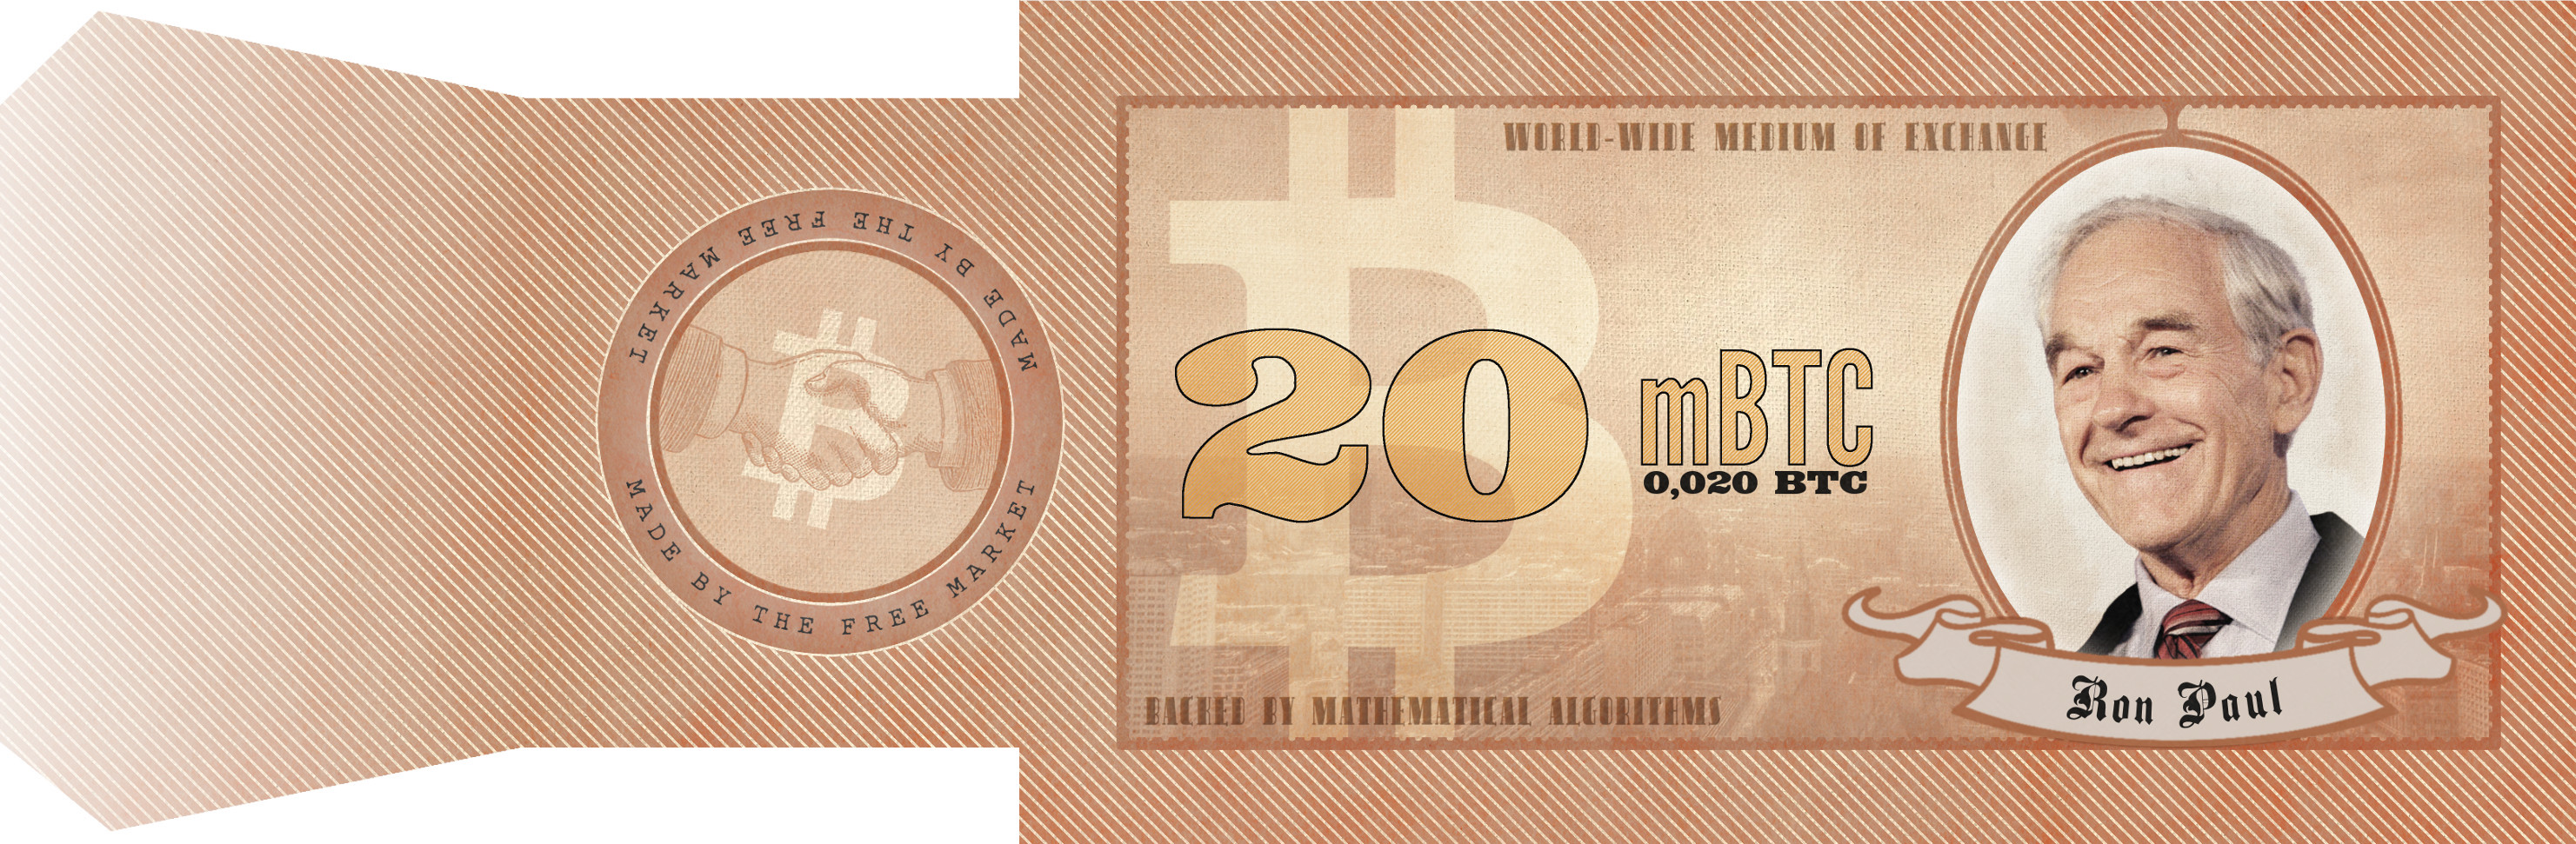 MADE BY THE FREE MARKET
MADE BY THE FREE MARKET
WORLD-WIDE MEDIUM OF EXCHANGE
20 mBTC
0,020 BTC
BACKED BY MATHEMATICAL ALGORITHMS
Ron Paul